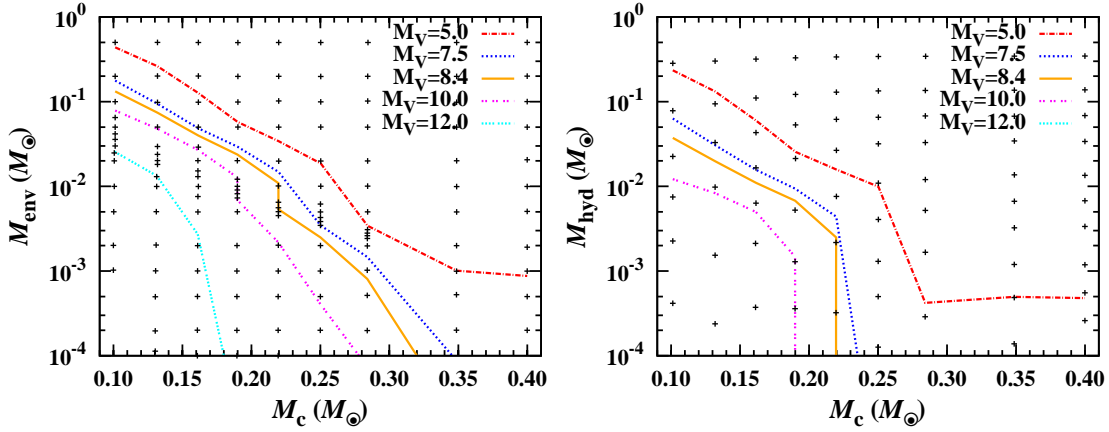 M_env (M_⊙)
10^0
10^-1
10^-2
10^-3
10^-4
M_V=5.0
M_V=7.5
M_V=8.4
M_V=10.0
M_V=12.0
0.10 0.15 0.20 0.25 0.30 0.35 0.40
M_c (M_⊙)
M_hyd (M_⊙)
10^0
10^-1
10^-2
10^-3
10^-4
M_V=5.0
M_V=7.5
M_V=8.4
M_V=10.0
M_V=12.0
0.10 0.15 0.20 0.25 0.30 0.35 0.40
M_c (M_⊙)